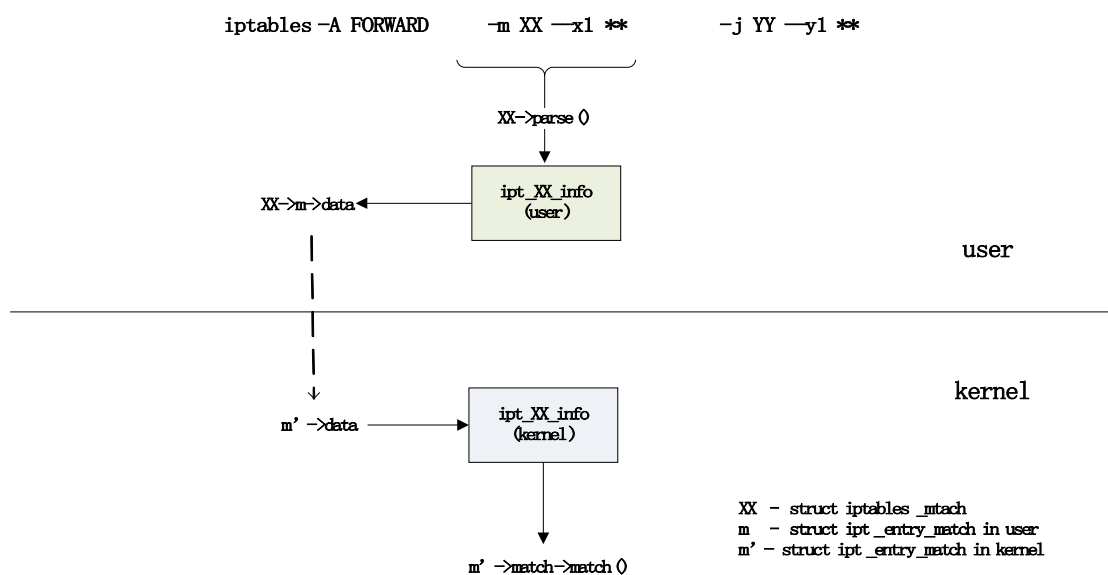 iptables -A FORWARD -m XX --x1 ** -j YY --y1 **
XX->parse()
ipt_XX_info
(user)
XX->m->data
user
kernel
m' ->data
ipt_XX_info
(kernel)
XX - struct iptables _mtach
m - struct ipt _entry_match in user
m' - struct ipt _entry_match in kernel
m' ->match->match()